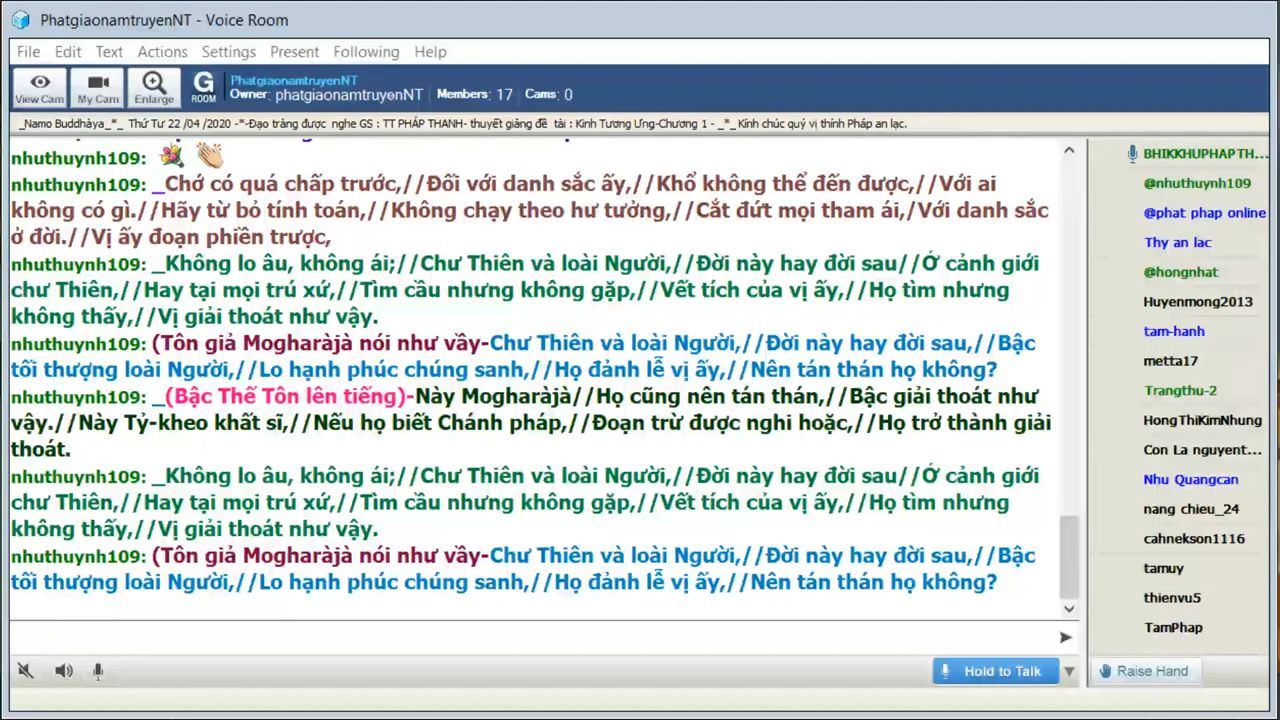 PhatgiaonamtruyenNT - Voice Room
File Edit Text Actions Settings Present Following Help
View Cam My Cam Enlarge G ROOM
PhatgiaonamtruyenNT
Owner: phatgiaonamtruyenNT Members: 17 Cams: 0
_Namo Buddhàya_*_ Thứ Tư 22 /04 /2020 -*-Đạo tràng được nghe GS : TT PHÁP THANH- thuyết giảng đề tài : Kinh Tương Ưng-Chương 1 - _*_ Kính chúc quý vị thính Pháp an lạc.
nhuthuynh109:
nhuthuynh109: _Chớ có quá chấp trước,//Đối với danh sắc ấy,//Khổ không thể đến được,//Với ai
không có gì.//Hãy từ bỏ tính toán,//Không chạy theo hư tưởng,//Cắt đứt mọi tham ái,/Với danh sắc
ở đời.//Vị ấy đoạn phiền trược,
nhuthuynh109: _Không lo âu, không ái;//Chư Thiên và loài Người,//Đời này hay đời sau//Ở cảnh giới
chư Thiên,//Hay tại mọi trú xứ,//Tìm cầu nhưng không gặp,//Vết tích của vị ấy,//Họ tìm nhưng
không thấy,//Vị giải thoát như vậy.
nhuthuynh109: (Tôn giả Mogharàjà nói như vầy-Chư Thiên và loài Người,//Đời này hay đời sau,//Bậc
tối thượng loài Người,//Lo hạnh phúc chúng sanh,//Họ đảnh lễ vị ấy,//Nên tán thán họ không?
nhuthuynh109: _(Bậc Thế Tôn lên tiếng)-Này Mogharàjà//Họ cũng nên tán thán,//Bậc giải thoát như
vậy.//Này Tỷ-kheo khất sĩ,//Nếu họ biết Chánh pháp,//Đoạn trừ được nghi hoặc,//Họ trở thành giải
thoát.
nhuthuynh109: _Không lo âu, không ái;//Chư Thiên và loài Người,//Đời này hay đời sau//Ở cảnh giới
chư Thiên,//Hay tại mọi trú xứ,//Tìm cầu nhưng không gặp,//Vết tích của vị ấy,//Họ tìm nhưng
không thấy,//Vị giải thoát như vậy.
nhuthuynh109: (Tôn giả Mogharàjà nói như vầy-Chư Thiên và loài Người,//Đời này hay đời sau,//Bậc
tối thượng loài Người,//Lo hạnh phúc chúng sanh,//Họ đảnh lễ vị ấy,//Nên tán thán họ không?
BHIKKHUPHAPTH...
@nhuthuynh109
@phat phap online
Thy an lac
@hongnhat
Huyenmong2013
tam-hanh
metta17
Trangthu-2
HongThiKimNhung
Con La nguyent...
Nhu Quangcan
nang chieu_24
cahnekson1116
tamuy
thienvu5
TamPhap
Hold to Talk
Raise Hand